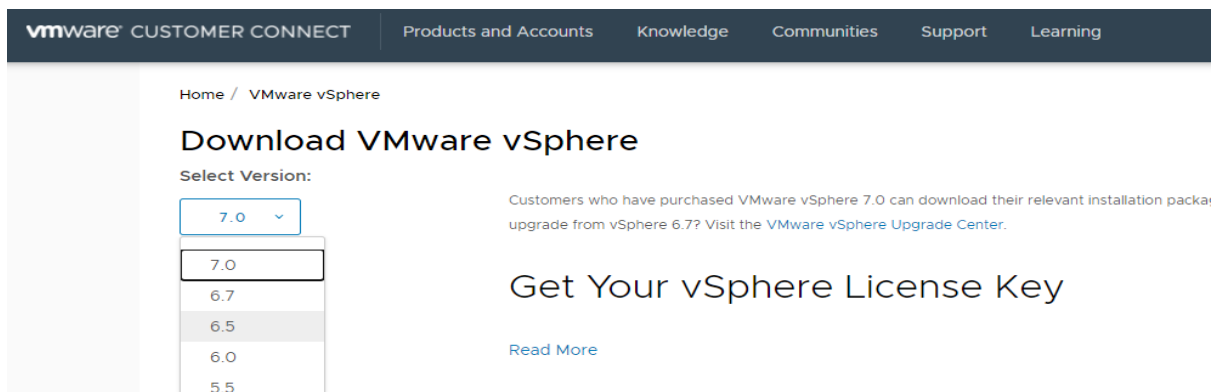 vmware® CUSTOMER CONNECT Products and Accounts Knowledge Communities Support Learning
Home / VMware vSphere
Download VMware vSphere
Select Version:
7.0
Customers who have purchased VMware vSphere 7.0 can download their relevant installation
upgrade from vSphere 6.7? Visit the VMware vSphere Upgrade Center.
7.0
6.7
6.5
6.0
5.5
Get Your vSphere License Key
Read More